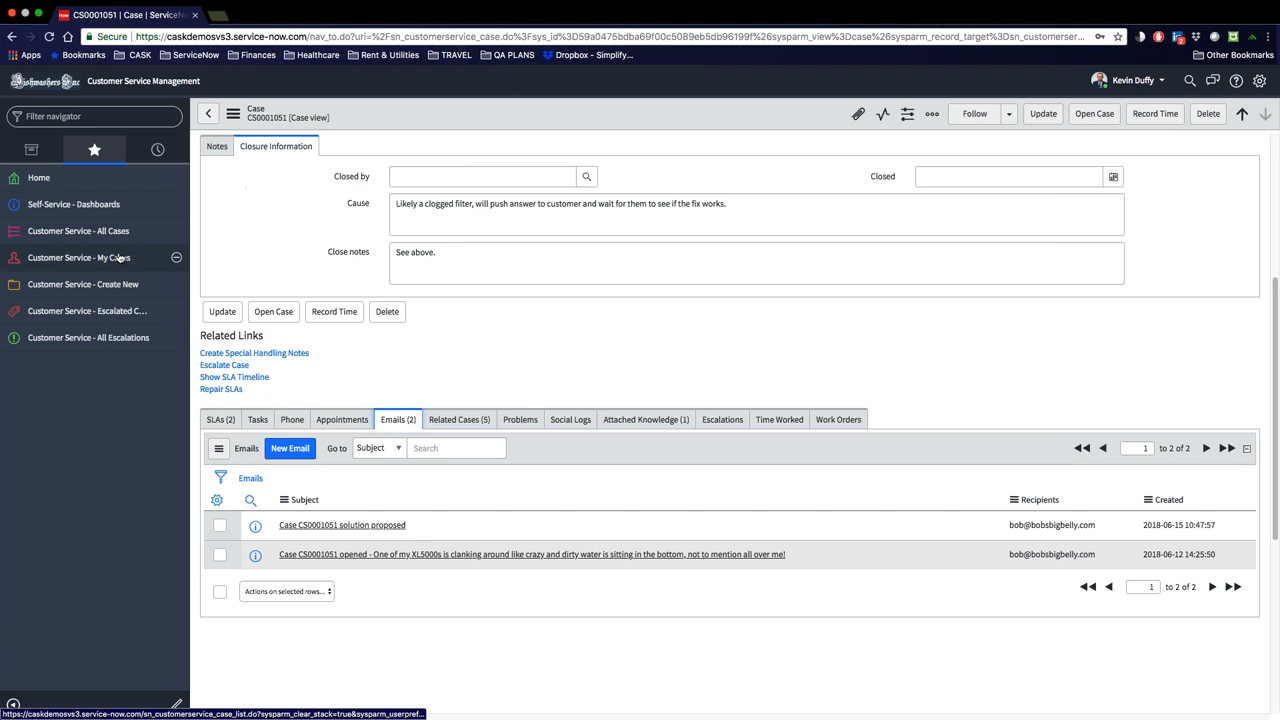 CS0001051 | Case | ServiceNo
Secure
https://caskdemosvs3.service-now.com/nav_to.do?uri=%2Fsn_customerservice_case.do%3Fsys_id%3D59a0475bdba69f00c5089eb5db96199f%26sysparm_view%3Dcase%26sysparm_record_target%3Dsn_customerser...
Apps Bookmarks CASK ServiceNow Finances Healthcare Rent & Utilities TRAVEL QA PLANS Dropbox - Simplify... Other Bookmarks
Customer Service Management Kevin Duffy
Filter navigator
Home
Self-Service - Dashboards
Customer Service - All Cases
Customer Service - My Cases
Customer Service - Create New
Customer Service - Escalated C...
Customer Service - All Escalations
Case
CS0001051 [Case view]
Follow Update Open Case Record Time Delete
Notes Closure Information
Closed by Closed
Cause Likely a clogged filter, will push answer to customer and wait for them to see if the fix works.
Close notes See above.
Update Open Case Record Time Delete
Related Links
Create Special Handling Notes
Escalate Case
Show SLA Timeline
Repair SLAs
SLAs (2) Tasks Phone Appointments Emails (2) Related Cases (5) Problems Social Logs Attached Knowledge (1) Escalations Time Worked Work Orders
Emails New Email Go to Subject Search 1 to 2 of 2
Emails
Subject Recipients Created
Case CS0001051 solution proposed bob@bobsbigbelly.com 2018-06-15 10:47:57
Case CS0001051 opened - One of my XL5000s is clanking around like crazy and dirty water is sitting in the bottom, not to mention all over me! bob@bobsbigbelly.com 2018-06-12 14:25:50
Actions on selected rows... 1 to 2 of 2
https://caskdemosvs3.service-now.com/sn_customerservice_case_list.do?sysparm_clear_stack=true&sysparm_userpref...